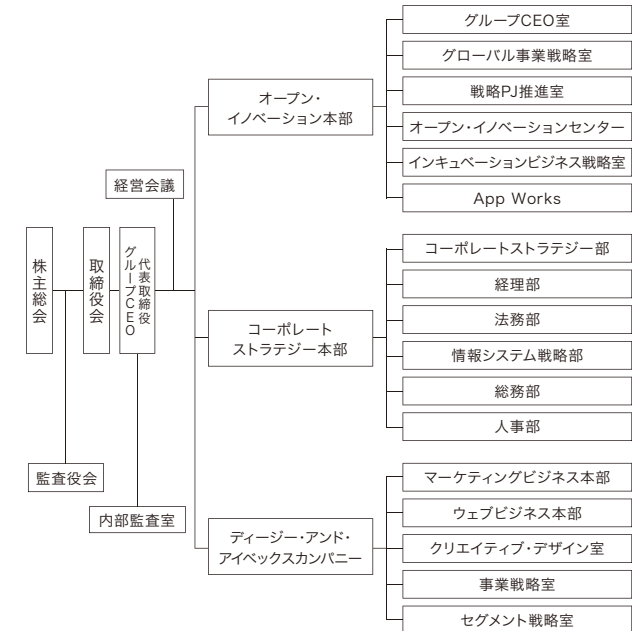 株主総会
監査役会
取締役会
代表取締役
グループCEO
内部監査室
経営会議
オープン・
イノベーション本部
グループCEO室
グローバル事業戦略室
戦略PJ推進室
オープン・イノベーションセンター
インキュベーションビジネス戦略室
App Works
コーポレート
ストラテジー本部
コーポレートストラテジー部
経理部
法務部
情報システム戦略部
総務部
人事部
ディージー・アンド・
アイベックスカンパニー
マーケティングビジネス本部
ウェブビジネス本部
クリエイティブ・デザイン室
事業戦略室
セグメント戦略室